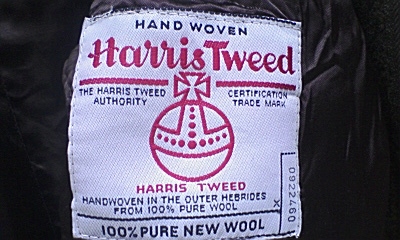 HAND WOVEN
Harris Tweed
THE HARRIS TWEED AUTHORITY
CERTIFICATION TRADE MARK
HARRIS TWEED
HANDWOVEN IN THE OUTER HEBRIDES
FROM 100% PURE WOOL
X 0922460
100% PURE NEW WOOL